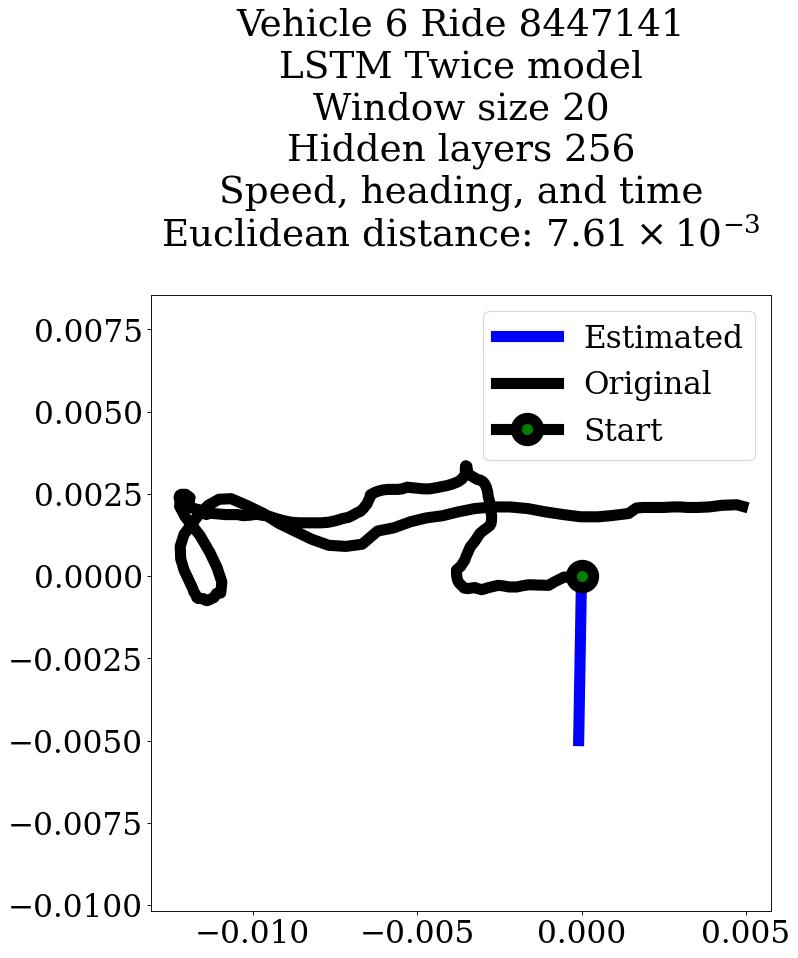 Vehicle 6 Ride 8447141
LSTM Twice model
Window size 20
Hidden layers 256
Speed, heading, and time
Euclidean distance: 7.61 × 10⁻³
Estimated
Original
Start
0.0075
0.0050
0.0025
0.0000
−0.0025
−0.0050
−0.0075
−0.0100
−0.010 −0.005 0.000 0.005